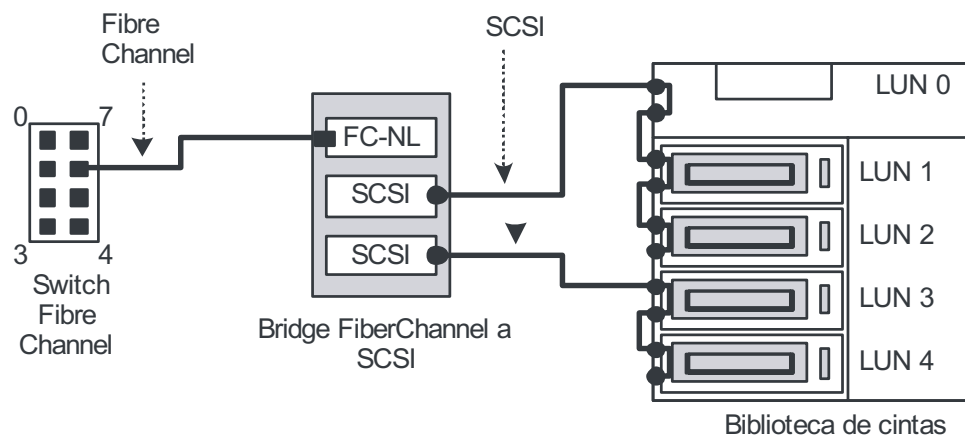 Fibre
Channel
SCSI
LUN 0
0
7
FC-NL
LUN 1
SCSI
LUN 2
SCSI
3
4
LUN 3
Switch
Fibre
Channel
Bridge FiberChannel a
SCSI
LUN 4
Biblioteca de cintas